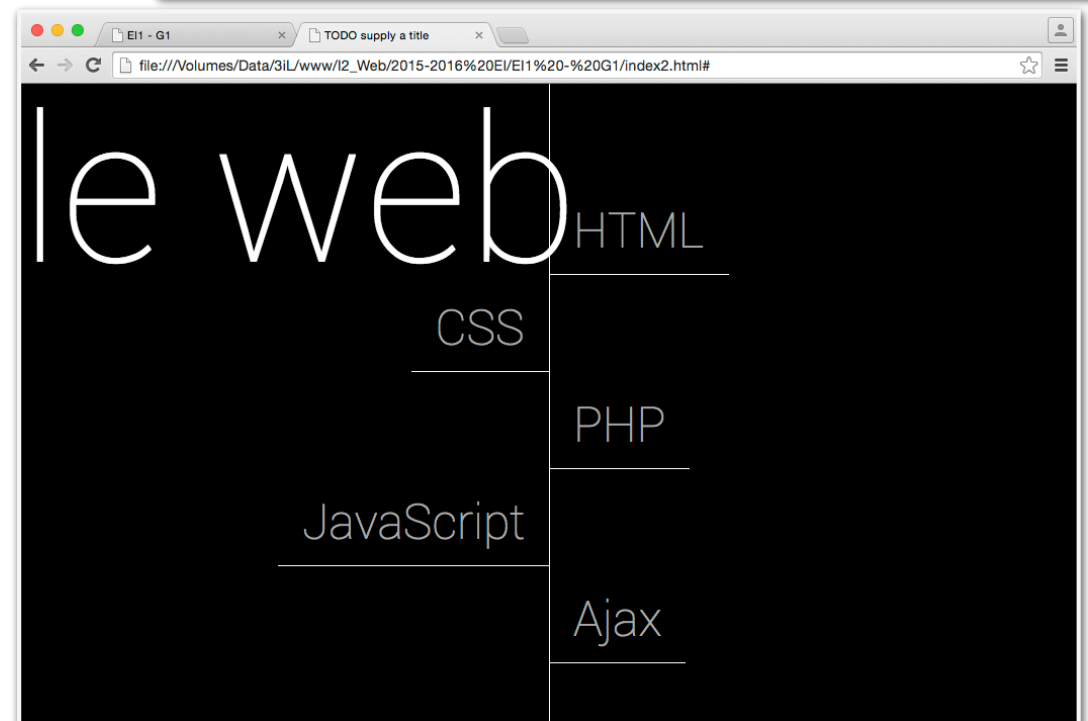 EI1 - G1
TODO supply a title
file:///Volumes/Data/3iL/www/I2_Web/2015-2016%20EI/EI1%20-%20G1/index2.html#
le web
HTML
CSS
PHP
JavaScript
Ajax